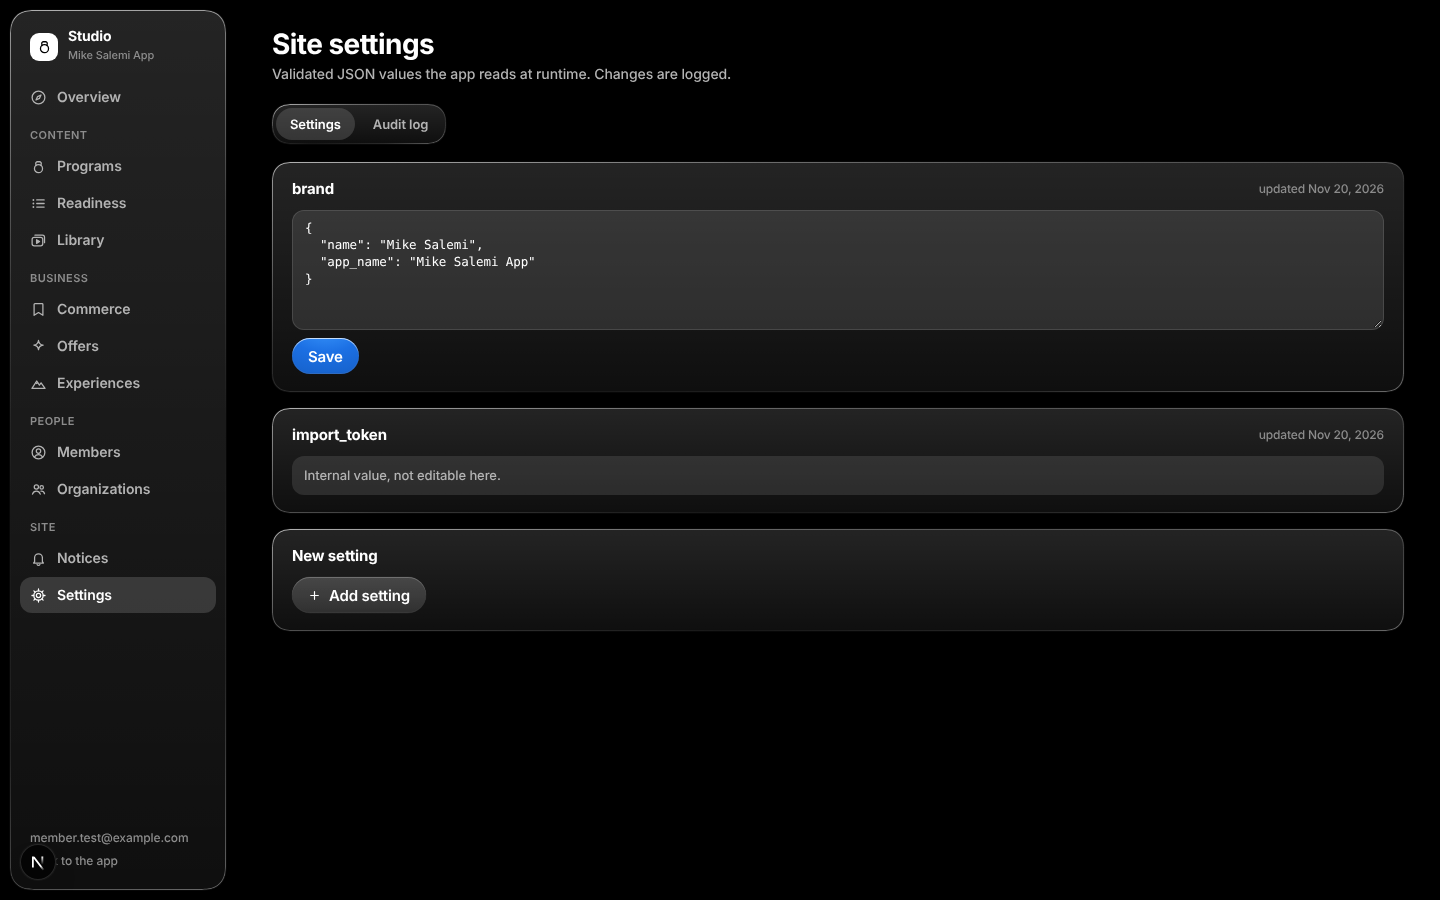 Studio
Mike Salemi App
Overview
CONTENT
Programs
Readiness
Library
BUSINESS
Commerce
Offers
Experiences
PEOPLE
Members
Organizations
SITE
Notices
Settings
member.test@example.com
N
to the app
Site settings
Validated JSON values the app reads at runtime. Changes are logged.
Settings
Audit log
brand
updated Nov 20, 2026
{
"name": "Mike Salemi",
"app_name": "Mike Salemi App"
}
Save
import_token
updated Nov 20, 2026
Internal value, not editable here.
New setting
+ Add setting